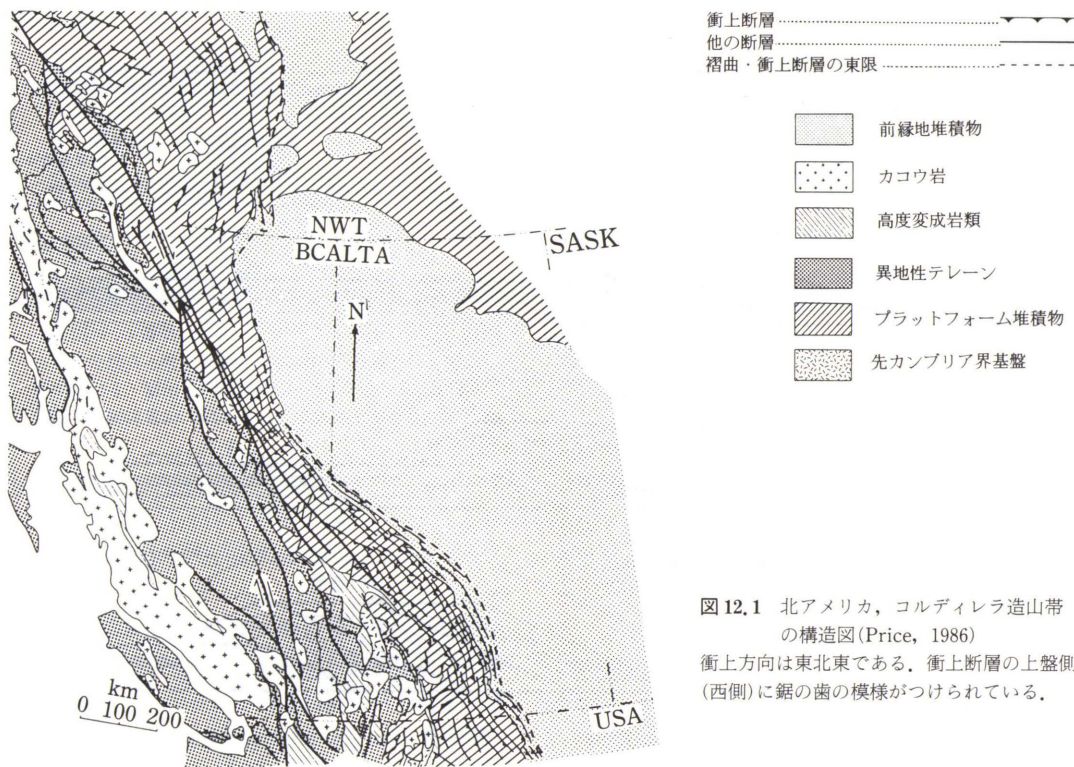 衝上断層
他の断層
褶曲・衝上断層の東限
前縁地堆積物
カコウ岩
高度変成岩類
異地性テレーン
プラットフォーム堆積物
先カンブリア界基盤
NWT
BCALTA
SASK
N
km
0 100 200
USA
図12.1 北アメリカ，コルディレラ造山帯
の構造図(Price, 1986)
衝上方向は東北東である．衝上断層の上盤側
(西側)に鋸の歯の模様がつけられている．